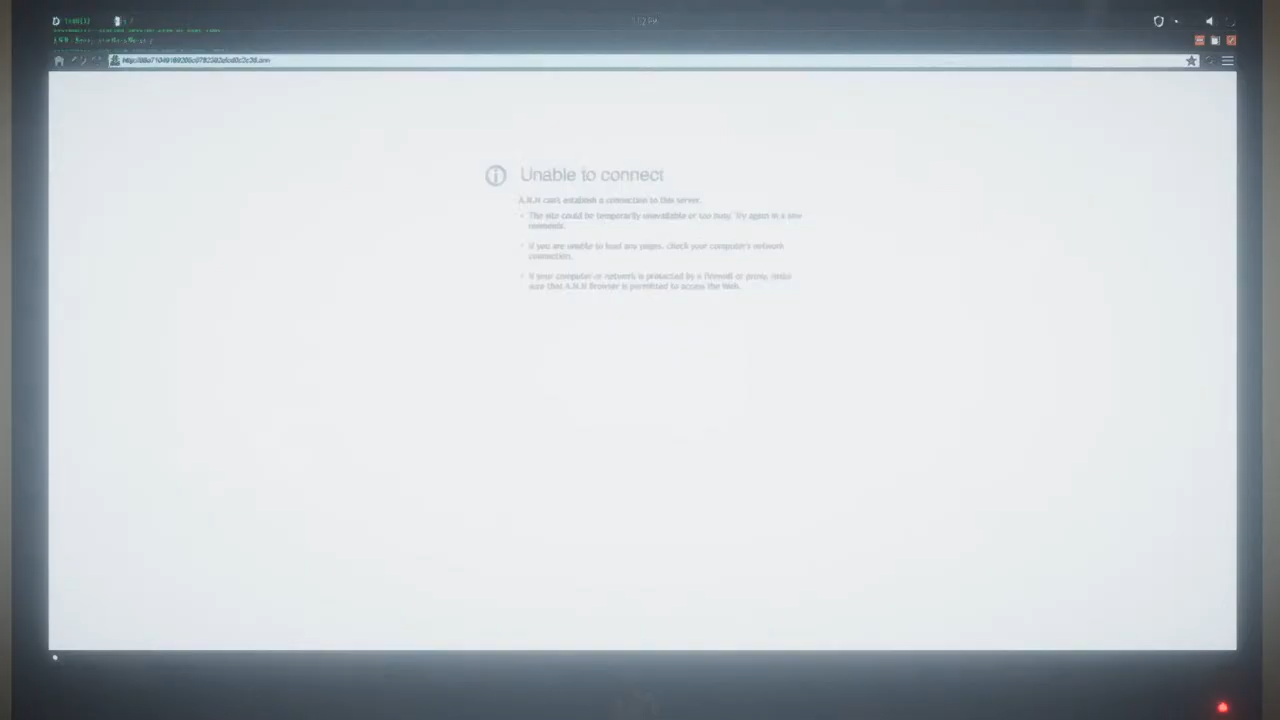 Unable to connect
A.N.N can't establish a connection to this server.
The site could be temporarily unavailable or too busy. Try again in a few
moments.
If you are unable to load any pages, check your computer's network
connection.
If your computer or network is protected by a firewall or proxy, make
sure that A.N.N Browser is permitted to access the Web.